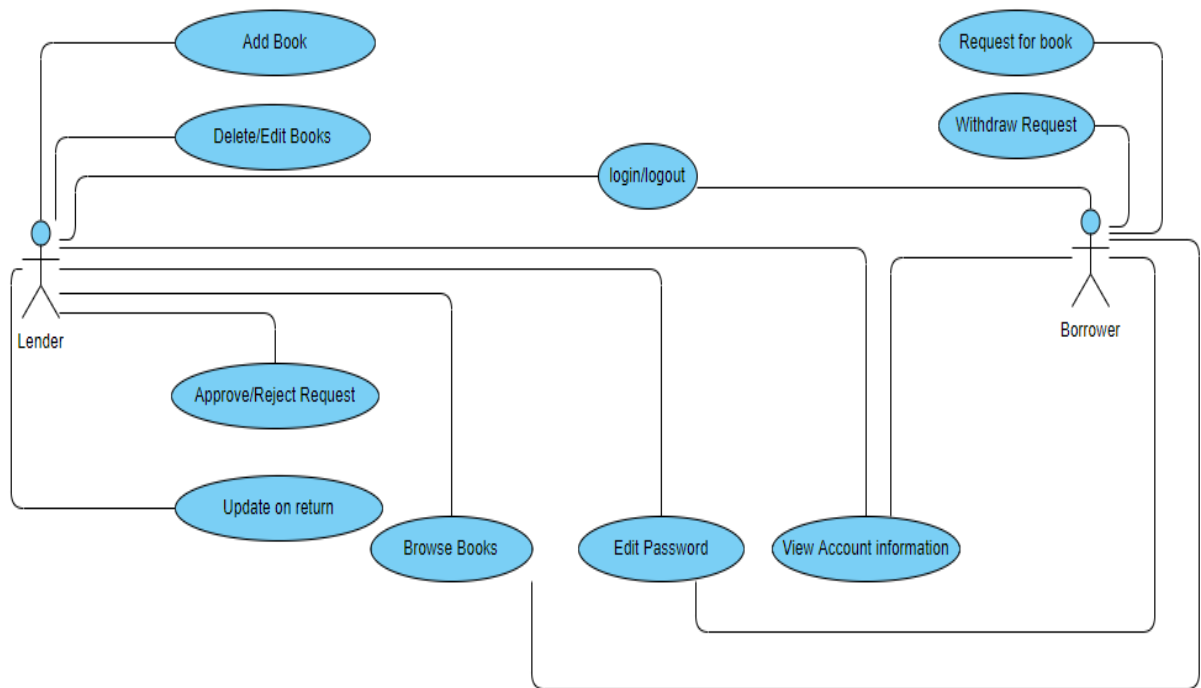 Add Book
Request for book
Delete/Edit Books
Withdraw Request
login/logout
Lender
Borrower
Approve/Reject Request
Update on return
Browse Books
Edit Password
View Account information